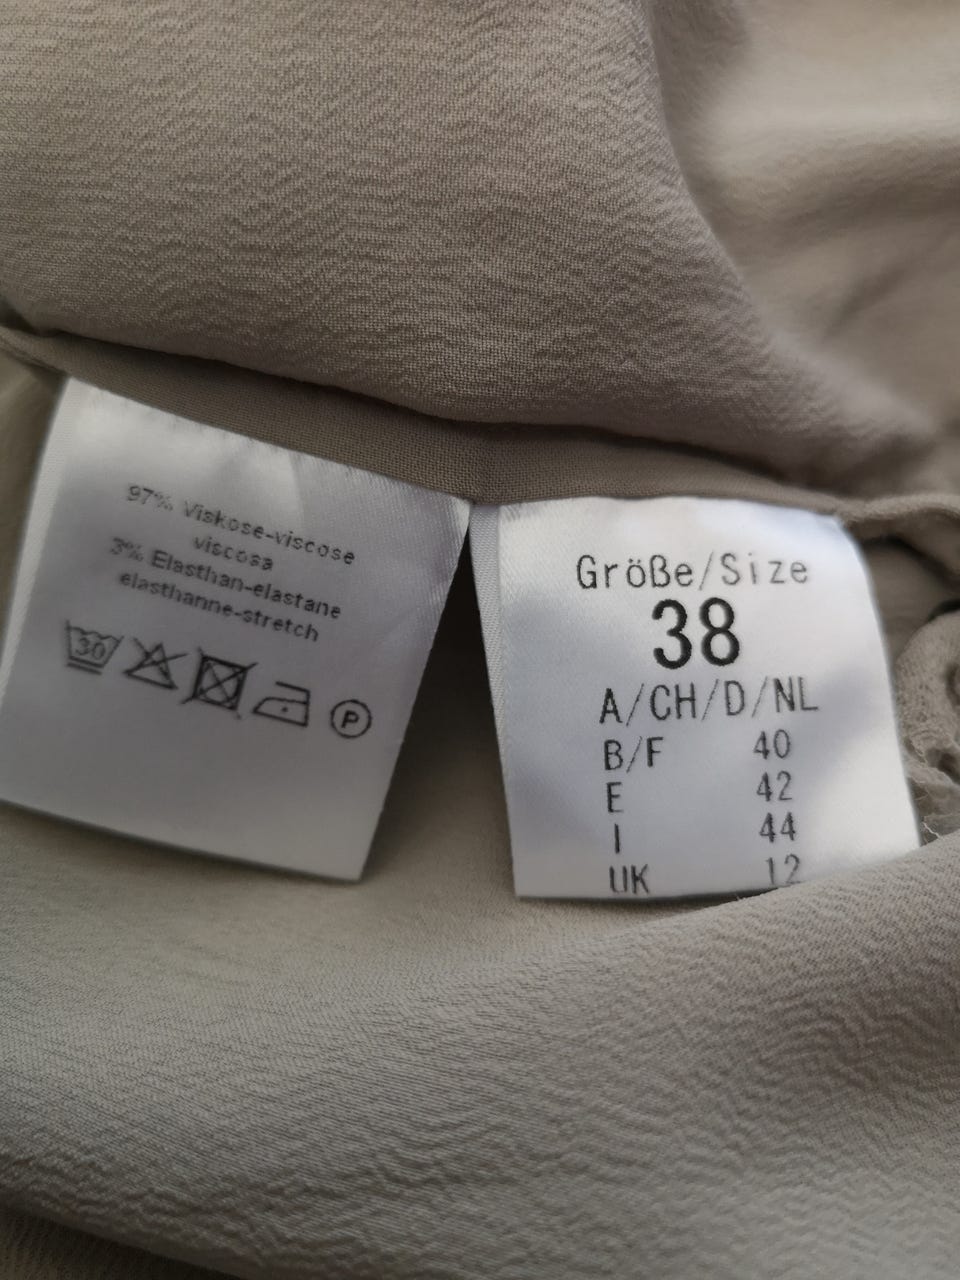 97% Viskose-viscose
viscosa
3% Elasthan-elastane
elasthanne-stretch
30
P
Größe/Size
38
A/CH/D/NL
B/F 40
E 42
I 44
UK 12